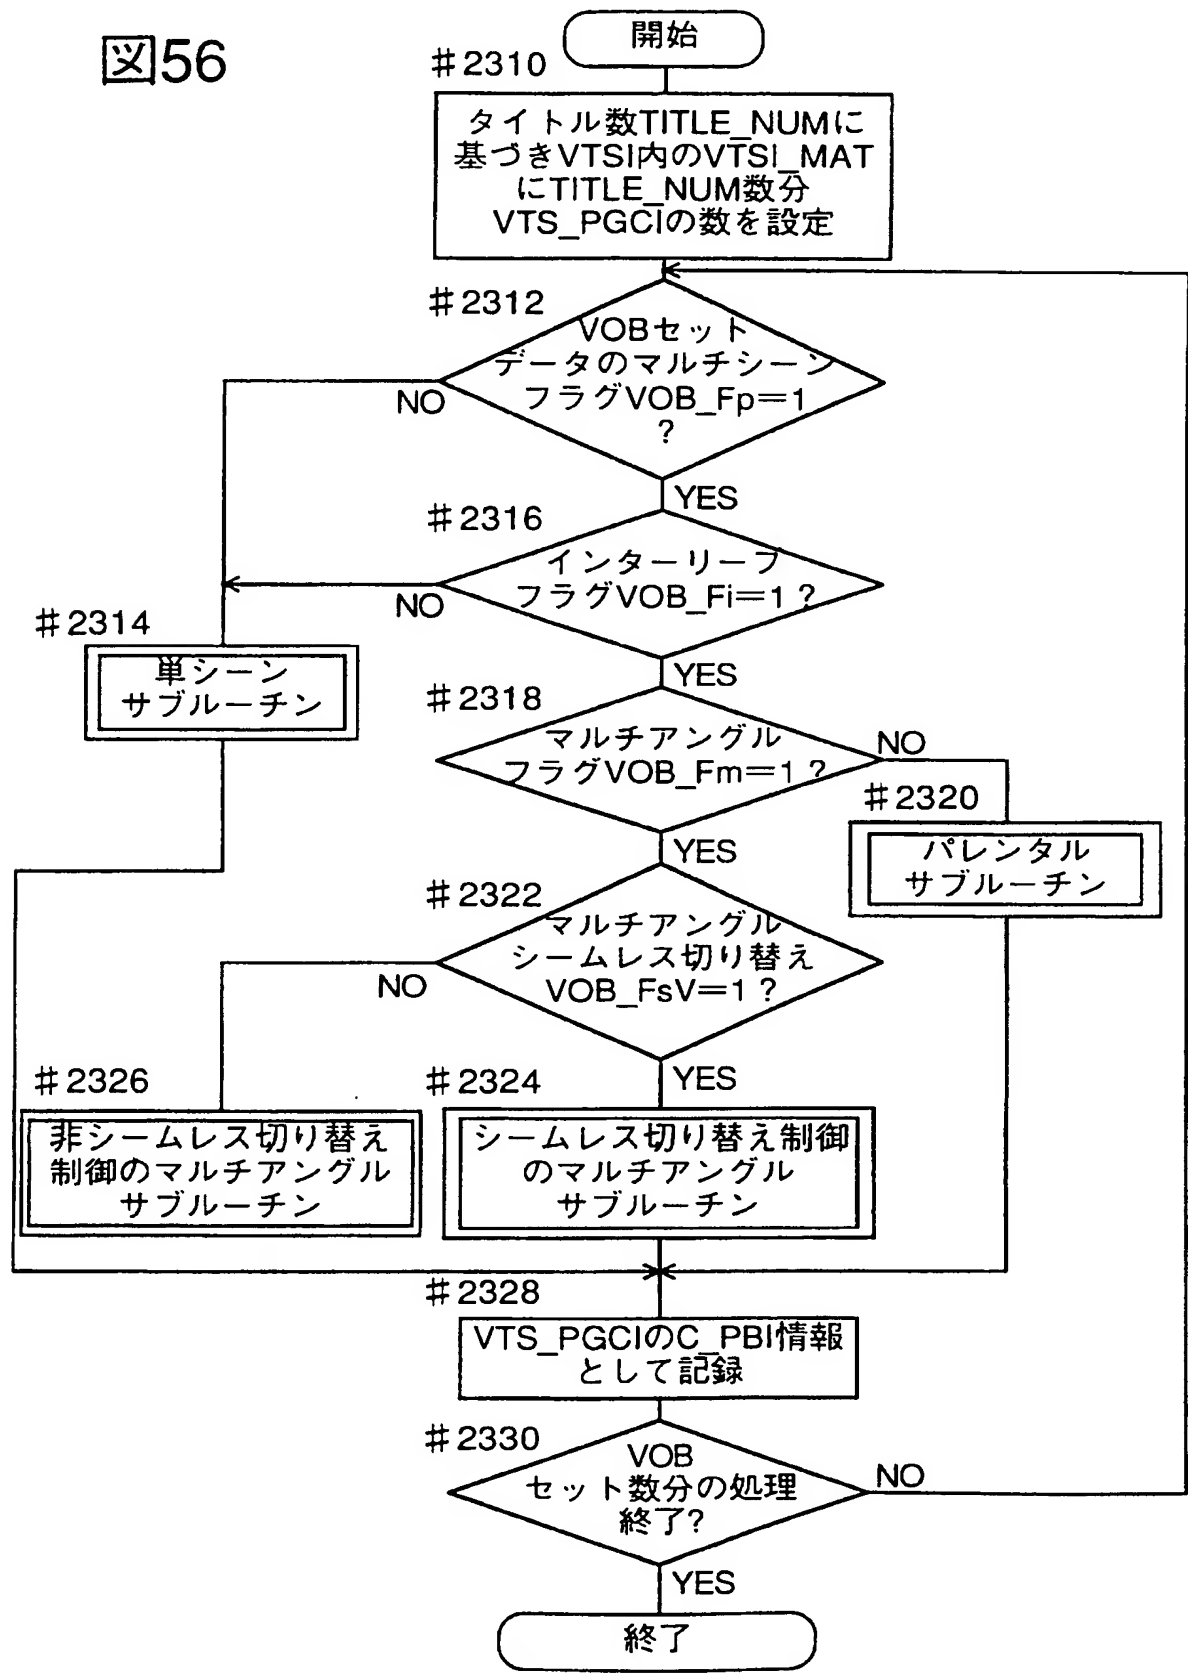 図56
開始
#2310
タイトル数TITLE_NUMに
基づきVTSI内のVTSI_MAT
にTITLE_NUM数分
VTS_PGCIの数を設定
#2312
VOBセット
データのマルチシーン
フラグVOB_Fp=1
?
NO
YES
#2316
インターリーブ
フラグVOB_Fi=1?
NO
YES
#2314
単シーン
サブルーチン
#2318
マルチアングル
フラグVOB_Fm=1?
NO
YES
#2320
パレンタル
サブルーチン
#2322
マルチアングル
シームレス切り替え
VOB_FsV=1?
NO
YES
#2326
非シームレス切り替え
制御のマルチアングル
サブルーチン
#2324
シームレス切り替え制御
のマルチアングル
サブルーチン
#2328
VTS_PGCIのC_PBI情報
として記録
#2330
VOB
セット数分の処理
終了?
NO
YES
終了